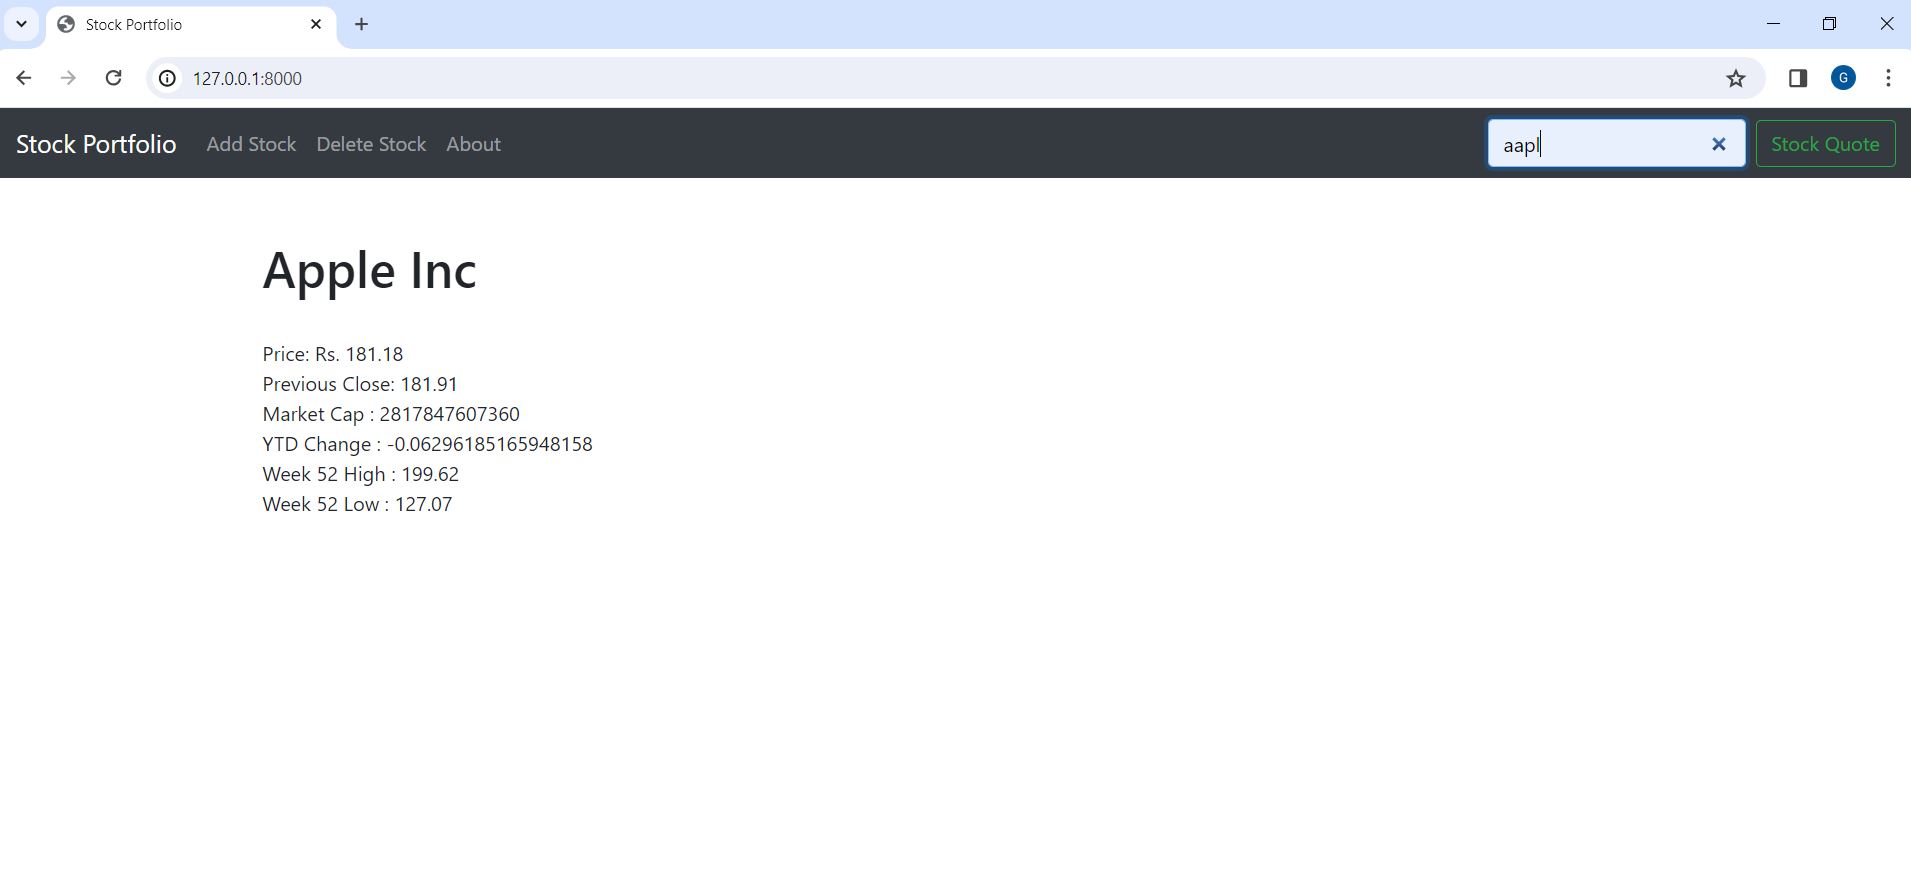 Stock Portfolio
127.0.0.1:8000
G
Stock Portfolio Add Stock Delete Stock About aapl Stock Quote
Apple Inc
Price: Rs. 181.18
Previous Close: 181.91
Market Cap : 2817847607360
YTD Change : -0.06296185165948158
Week 52 High : 199.62
Week 52 Low : 127.07